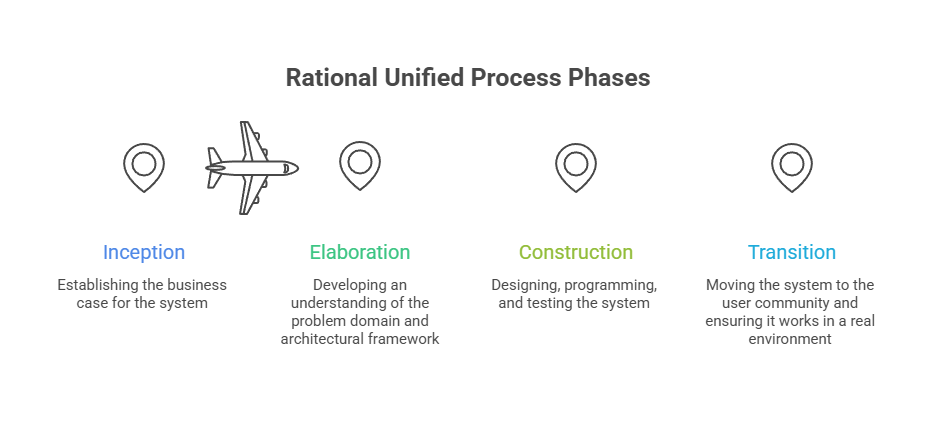 Rational Unified Process Phases
Inception
Establishing the business
case for the system
Elaboration
Developing an
understanding of the
problem domain and
architectural framework
Construction
Designing, programming,
and testing the system
Transition
Moving the system to the
user community and
ensuring it works in a real
environment